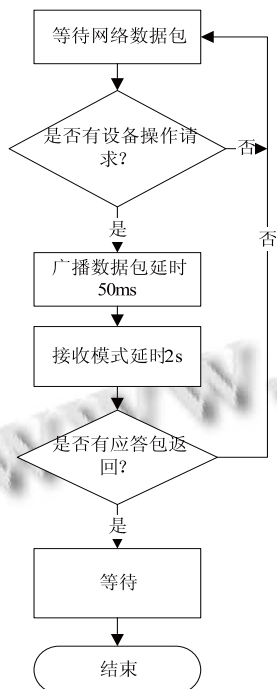 等待网络数据包
是否有设备操作请
求?
否
是
否
广播数据包延时
50ms
接收模式延时2s
是否有应答包返
回?
是
等待
结束
www.